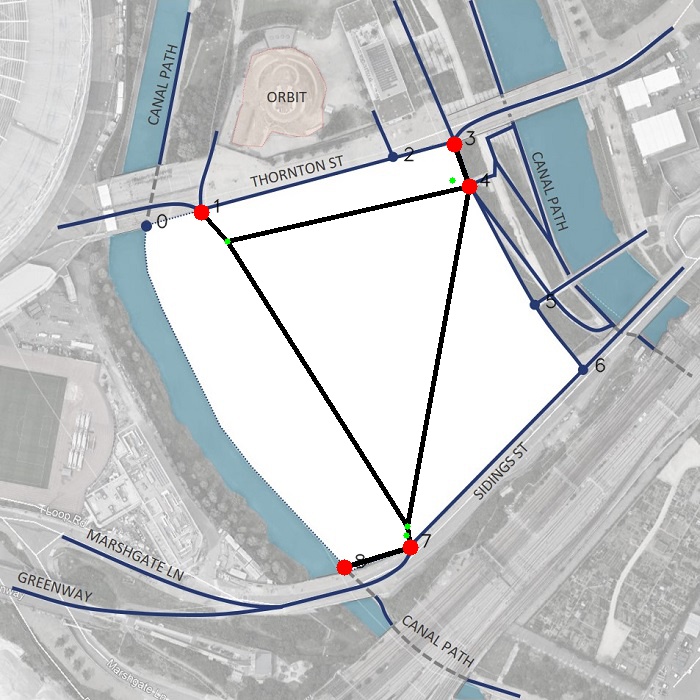 CANAL PATH
ORBIT
3
2
THORNTON ST
4
CANAL PATH
1
0
5
6
SIDINGS ST
Loop Rd
7
MARSHGATE LN
8
GREENWAY
CANAL PATH
Marshgate Ln